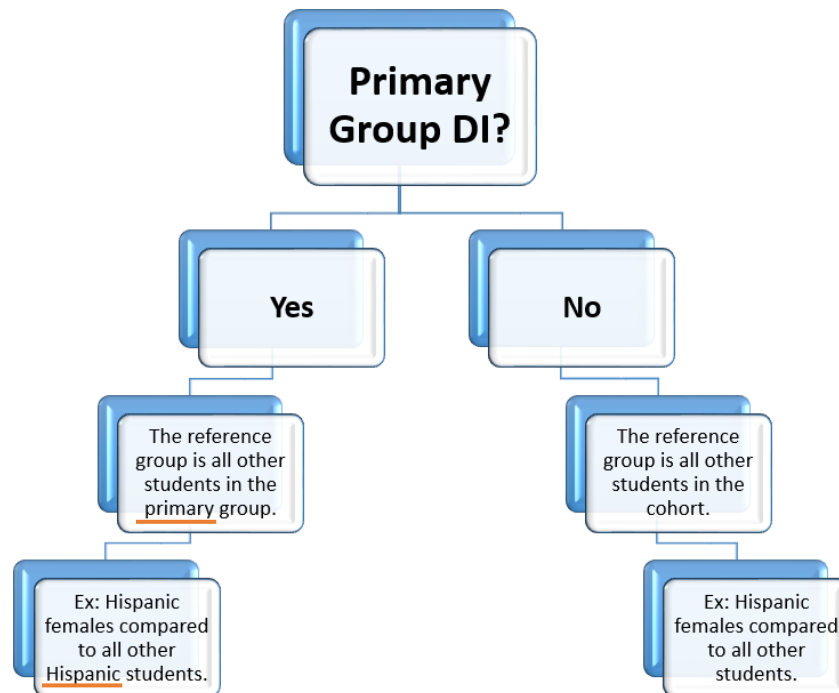 Primary
Group DI?
Yes
No
The reference
group is all other
students in the
primary group.
The reference
group is all other
students in the
cohort.
Ex: Hispanic
females compared
to all other
Hispanic students.
Ex: Hispanic
females compared
to all other
students.